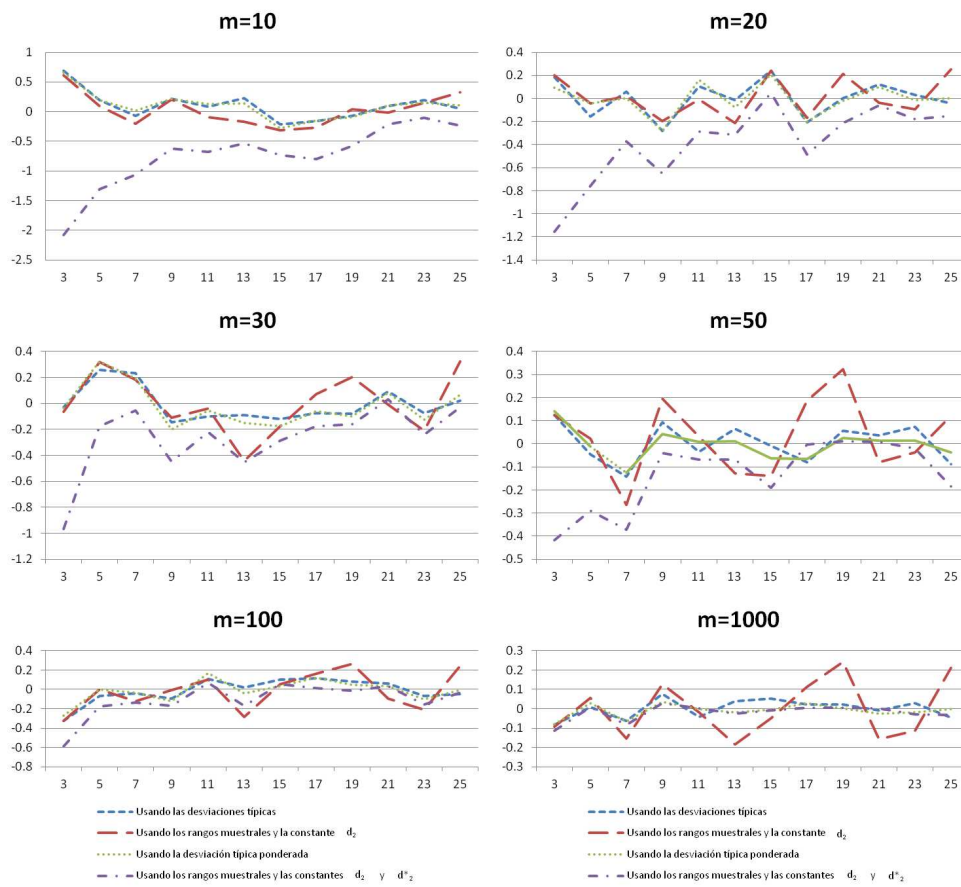 m=10
1
0.5
0
-0.5
-1
-1.5
-2
-2.5
3 5 7 9 11 13 15 17 19 21 23 25
m=20
0.4
0.2
0
-0.2
-0.4
-0.6
-0.8
-1
-1.2
-1.4
3 5 7 9 11 13 15 17 19 21 23 25
m=30
0.4
0.2
0
-0.2
-0.4
-0.6
-0.8
-1
-1.2
3 5 7 9 11 13 15 17 19 21 23 25
m=50
0.4
0.3
0.2
0.1
0
-0.1
-0.2
-0.3
-0.4
-0.5
3 5 7 9 11 13 15 17 19 21 23 25
m=100
0.4
0.2
0
-0.2
-0.4
-0.6
-0.8
3 5 7 9 11 13 15 17 19 21 23 25
m=1000
0.3
0.2
0.1
0
-0.1
-0.2
-0.3
3 5 7 9 11 13 15 17 19 21 23 25
Usando las desviaciones típicas
Usando los rangos muestrales y la constante d₂
Usando la desviación típica ponderada
Usando los rangos muestrales y las constantes d₂ y d*₂
Usando las desviaciones típicas
Usando los rangos muestrales y la constante d₂
Usando la desviación típica ponderada
Usando los rangos muestrales y las constantes d₂ y d*₂